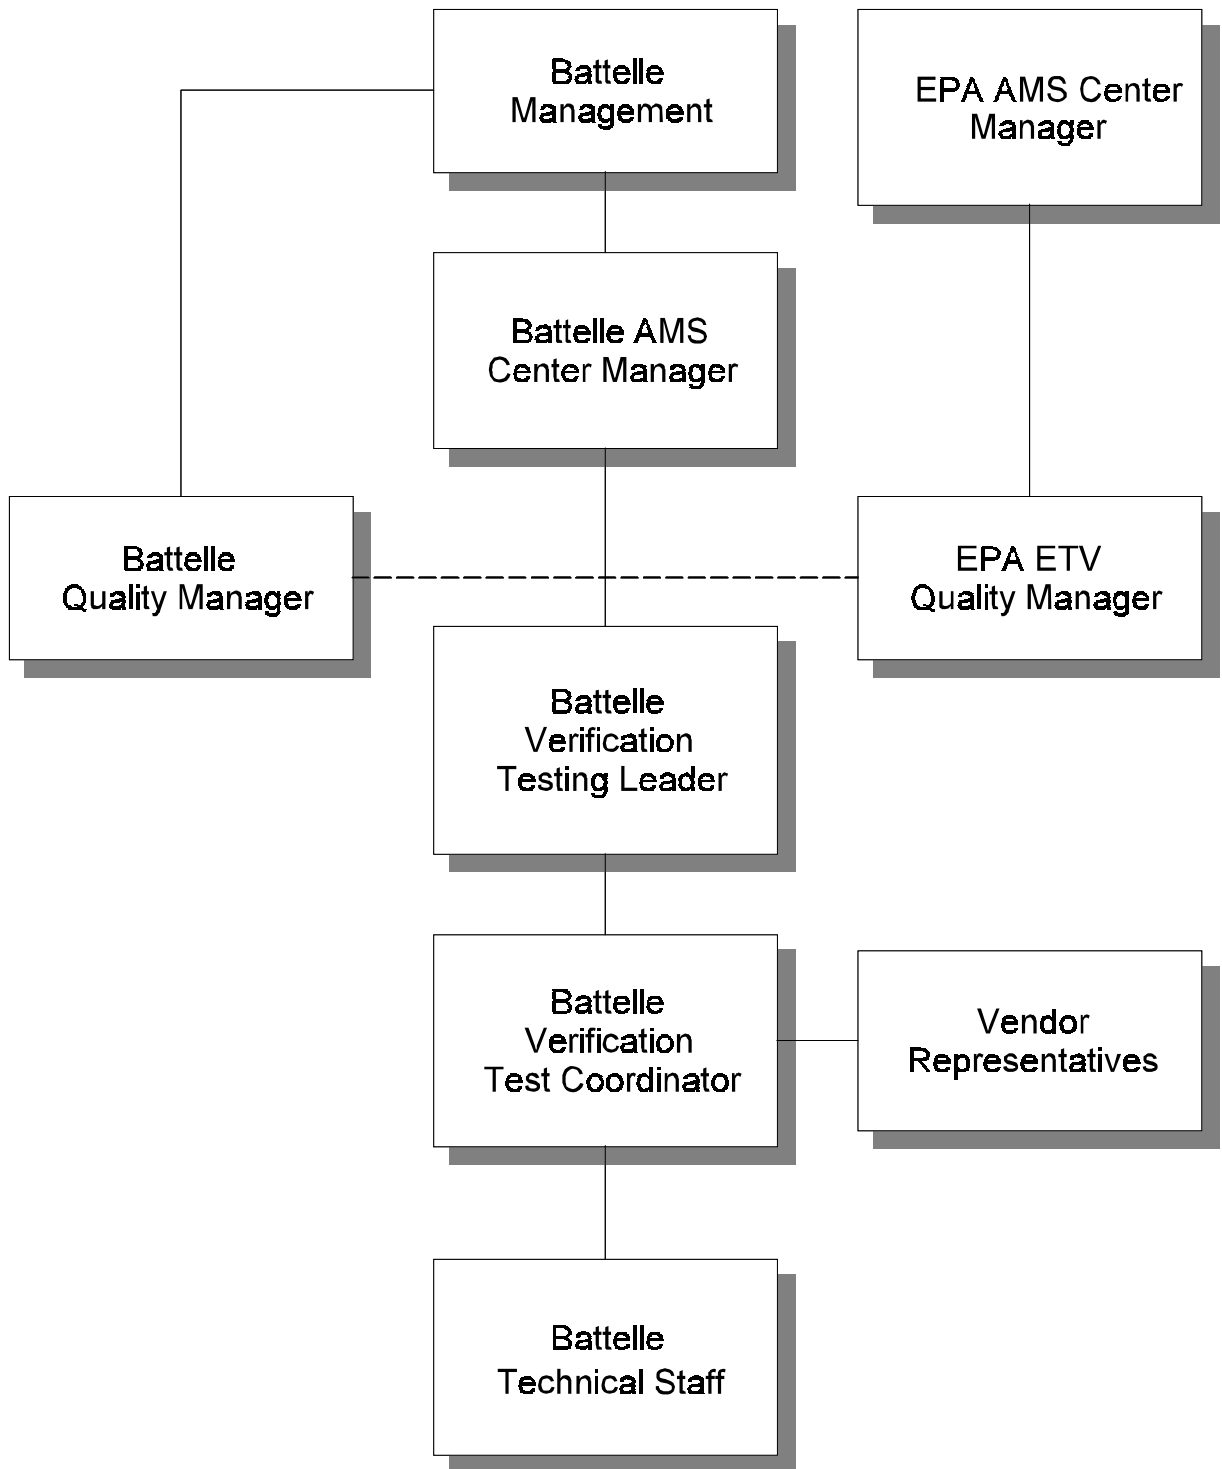 Battelle
Management
EPA AMS Center
Manager
Battelle AMS
Center Manager
Battelle
Quality Manager
EPA ETV
Quality Manager
Battelle
Verification
Testing Leader
Battelle
Verification
Test Coordinator
Vendor
Representatives
Battelle
Technical Staff